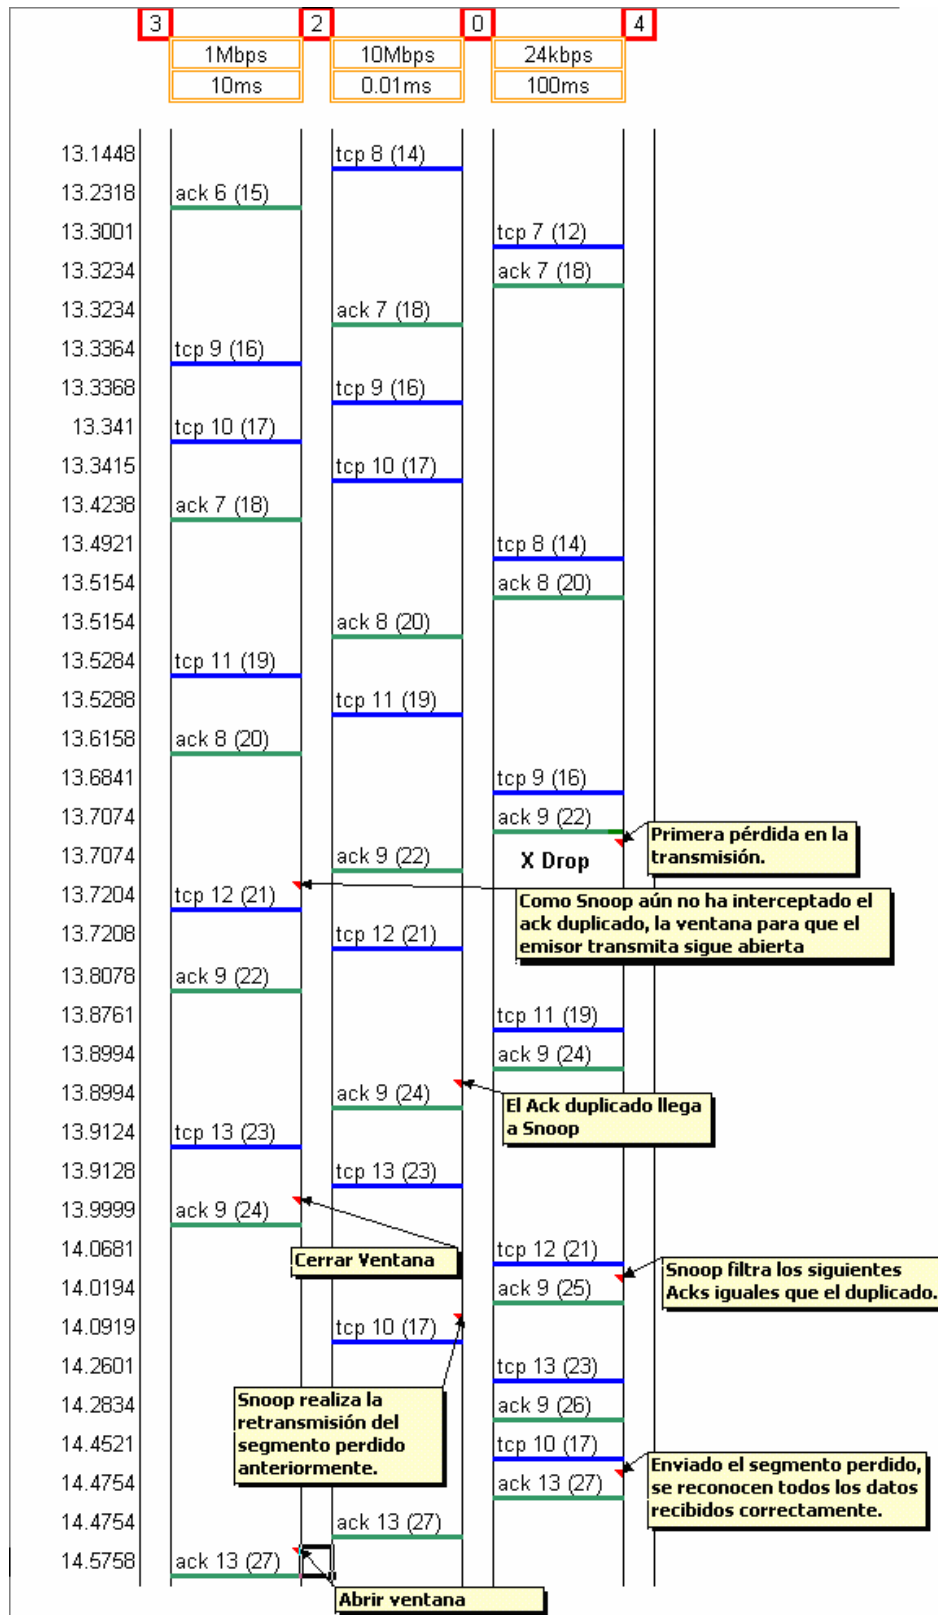 3 2 0 4
1Mbps 10Mbps 24kbps
10ms 0.01ms 100ms
13.1448 tcp 8 (14)
13.2318 ack 6 (15)
13.3001 tcp 7 (12)
13.3234 ack 7 (18)
13.3234 ack 7 (18)
13.3364 tcp 9 (16)
13.3368 tcp 9 (16)
13.341 tcp 10 (17)
13.3415 tcp 10 (17)
13.4238 ack 7 (18)
13.4921 tcp 8 (14)
13.5154 ack 8 (20)
13.5154 ack 8 (20)
13.5284 tcp 11 (19)
13.5288 tcp 11 (19)
13.6158 ack 8 (20)
13.6841 tcp 9 (16)
13.7074 ack 9 (22)
Primera pérdida en la
transmisión.
13.7074 ack 9 (22) X Drop
13.7204 tcp 12 (21)
Como Snoop aún no ha interceptado el
ack duplicado, la ventana para que el
emisor transmita sigue abierta
13.7208 tcp 12 (21)
13.8078 ack 9 (22)
13.8761 tcp 11 (19)
13.8994 ack 9 (24)
13.8994 ack 9 (24)
El Ack duplicado llega
a Snoop
13.9124 tcp 13 (23)
13.9128 tcp 13 (23)
13.9999 ack 9 (24)
Cerrar Ventana
14.0681 tcp 12 (21)
Snoop filtra los siguientes
Acks iguales que el duplicado.
14.0194 ack 9 (25)
14.0919 tcp 10 (17)
14.2601 tcp 13 (23)
Snoop realiza la
retransmisión del
segmento perdido
anteriormente.
14.2834 ack 9 (26)
14.4521 tcp 10 (17)
Enviado el segmento perdido,
se reconocen todos los datos
recibidos correctamente.
14.4754 ack 13 (27)
14.4754 ack 13 (27)
14.5758 ack 13 (27)
Abrir ventana